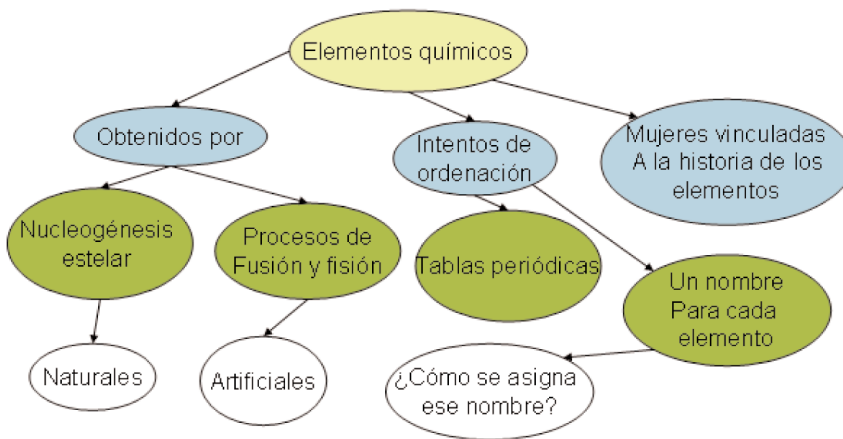 Elementos químicos
Obtenidos por
Intentos de
ordenación
Mujeres vinculadas
A la historia de los
elementos
Nucleogénesis
estelar
Procesos de
Fusión y fisión
Tablas periódicas
Un nombre
Para cada
elemento
Naturales
Artificiales
¿Cómo se asigna
ese nombre?